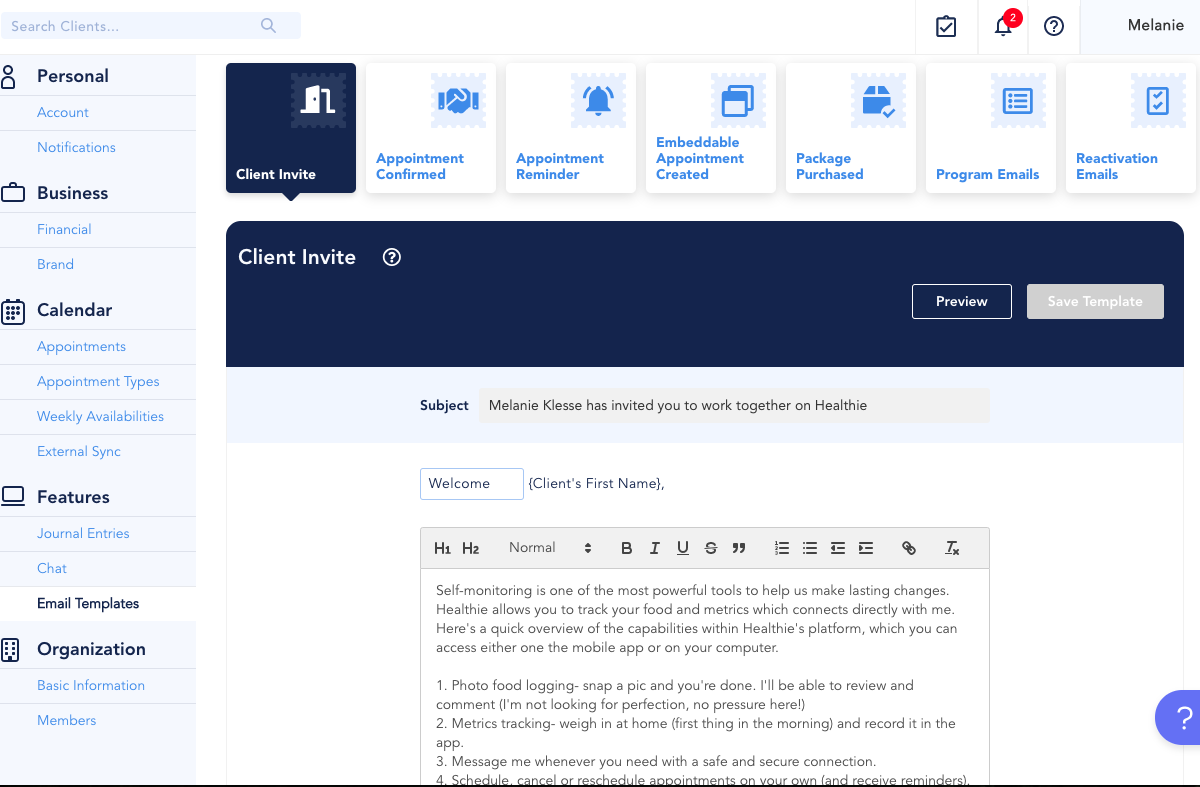 Search Clients...
2
Melanie
Personal
Account
Notifications
Business
Financial
Brand
Calendar
Appointments
Appointment Types
Weekly Availabilities
External Sync
Features
Journal Entries
Chat
Email Templates
Organization
Basic Information
Members
Client Invite
Appointment
Confirmed
Appointment
Reminder
Embeddable
Appointment
Created
Package
Purchased
Program Emails
Reactivation
Emails
Client Invite ?
Preview
Save Template
Subject Melanie Klesse has invited you to work together on Healthie
Welcome {Client's First Name},
H1 H2 Normal B I U S
Self-monitoring is one of the most powerful tools to help us make lasting changes.
Healthie allows you to track your food and metrics which connects directly with me.
Here's a quick overview of the capabilities within Healthie's platform, which you can
access either one the mobile app or on your computer.
1. Photo food logging- snap a pic and you're done. I'll be able to review and
comment (I'm not looking for perfection, no pressure here!)
2. Metrics tracking- weigh in at home (first thing in the morning) and record it in the
app.
3. Message me whenever you need with a safe and secure connection.
4. Schedule, cancel or reschedule appointments on your own (and receive reminders).
?